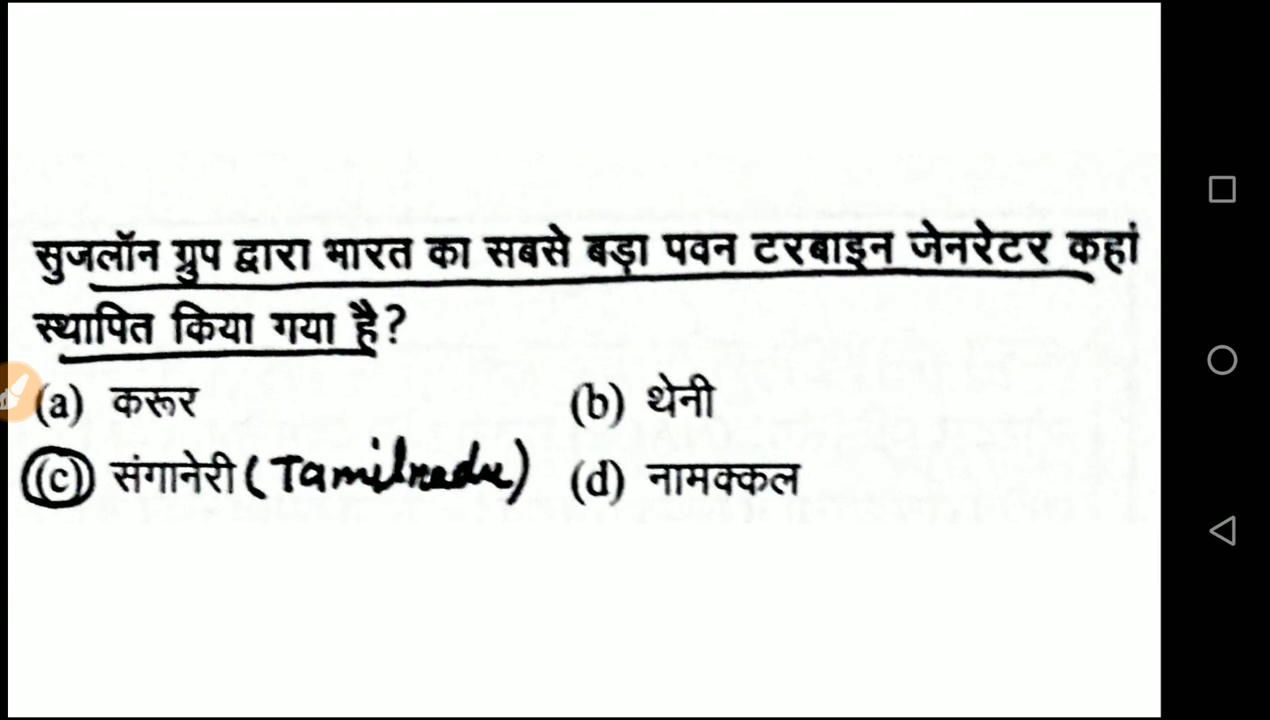 सुजलॉन ग्रुप द्वारा भारत का सबसे बड़ा पवन टरबाइन जेनरेटर कहां
स्थापित किया गया है?
(a) करूर (b) थेनी
(c) संगानेरी (Tamilnadu) (d) नामक्कल